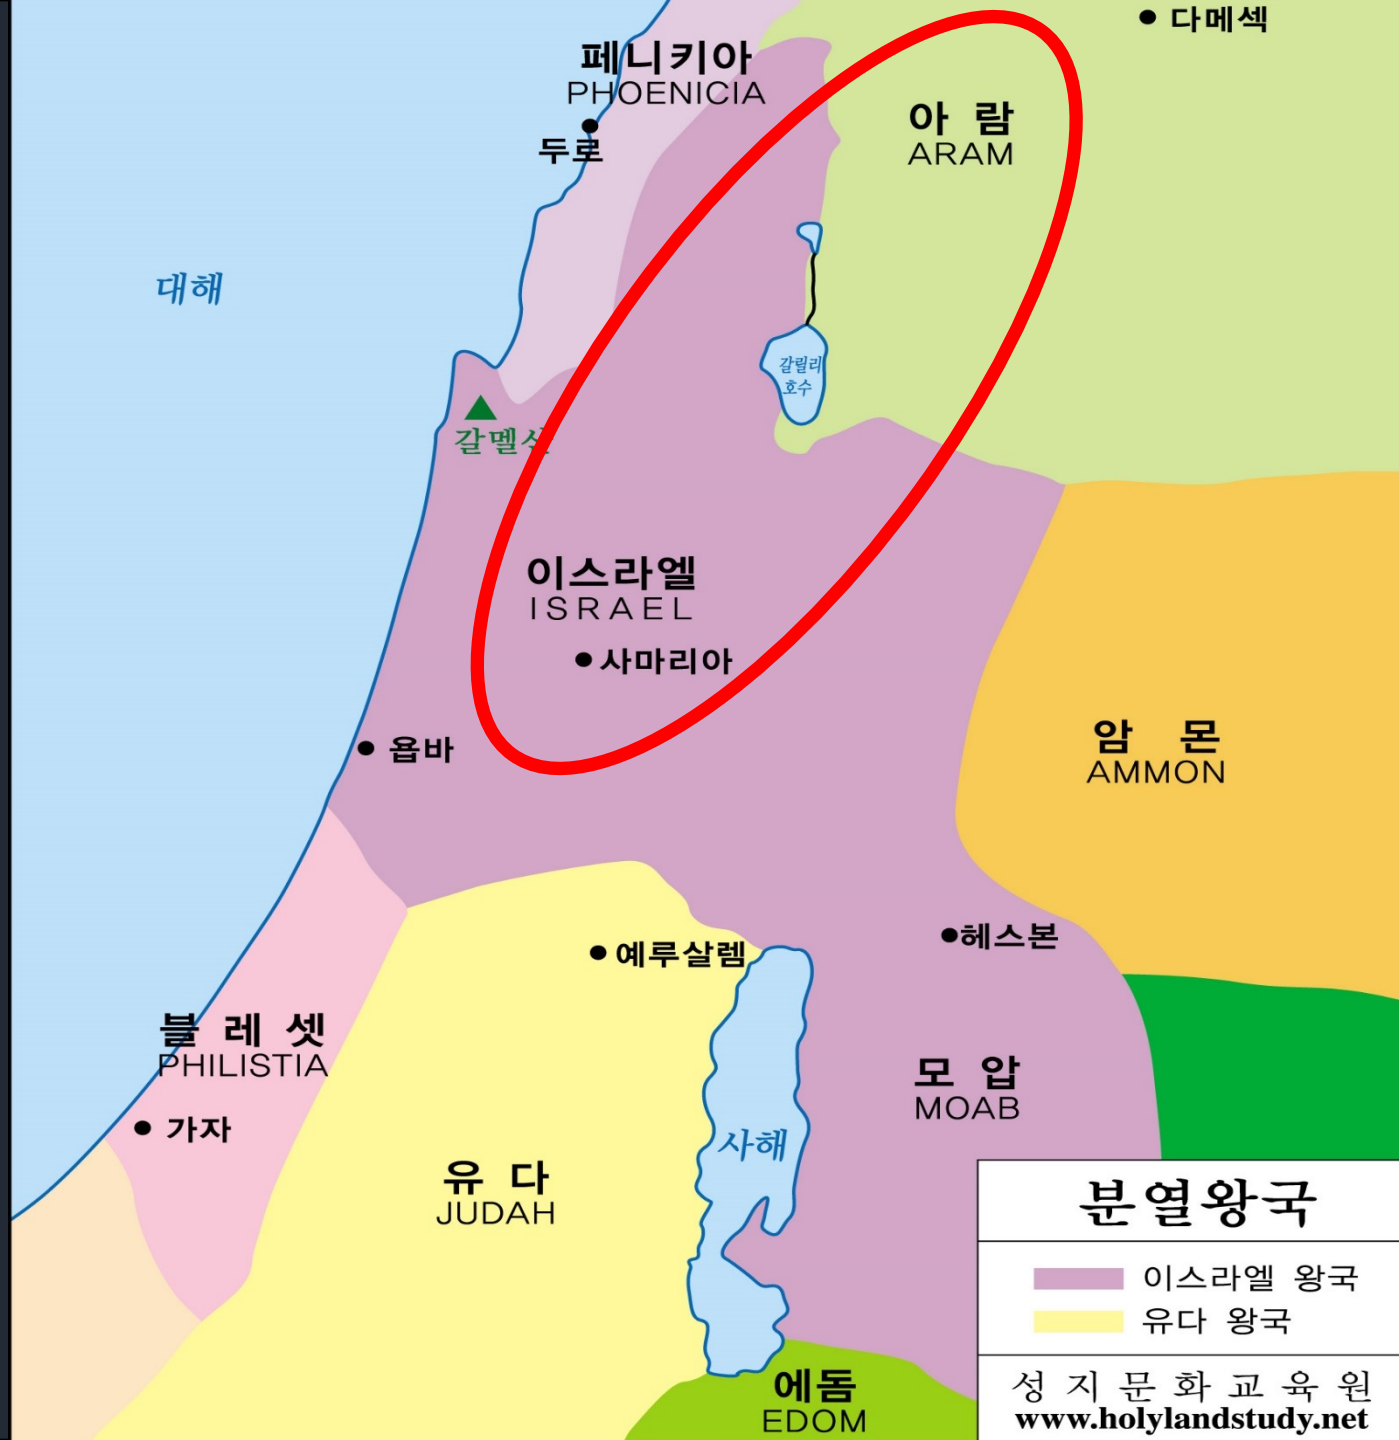 다메섹
페니키아
PHOENICIA
아 람
ARAM
두로
대해
갈릴리
호수
갈멜산
이스라엘
ISRAEL
사마리아
암 몬
AMMON
욥바
헤스본
예루살렘
블 레 셋
PHILISTIA
모 압
MOAB
가자
사해
유 다
JUDAH
분열왕국
이스라엘 왕국
유다 왕국
에돔
EDOM
성 지 문 화 교 육 원
www.holylandstudy.net